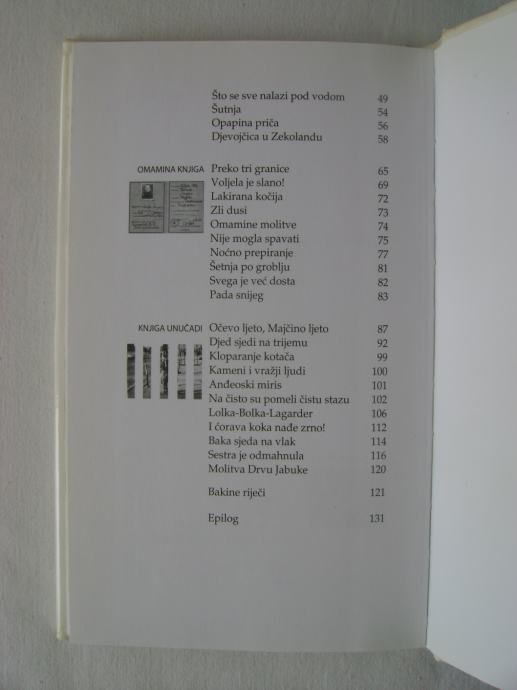 Što se sve nalazi pod vodom 49
Šutnja 54
Opapina priča 56
Djevojčica u Zekolandu 58
OMAMINA KNJIGA Preko tri granice 65
Voljela je slano! 69
Lakirana kočija 72
Zli dusi 73
Omamine molitve 74
Nije mogla spavati 75
Noćno prepiranje 77
Šetnja po groblju 81
Svega je već dosta 82
Pada snijeg 83
KNJIGA UNUČADI Očevo ljeto, Majčino ljeto 87
Djed sjedi na trijemu 92
Kloparanje kotača 99
Kameni i vražji ljudi 100
Anđeoski miris 101
Na čisto su pomeli čistu stazu 102
Lolka-Bolka-Lagarder 106
I ćorava koka nađe zrno! 112
Baka sjeda na vlak 114
Sestra je odmahnula 116
Molitva Drvu Jabuke 120
Bakine riječi 121
Epilog 131